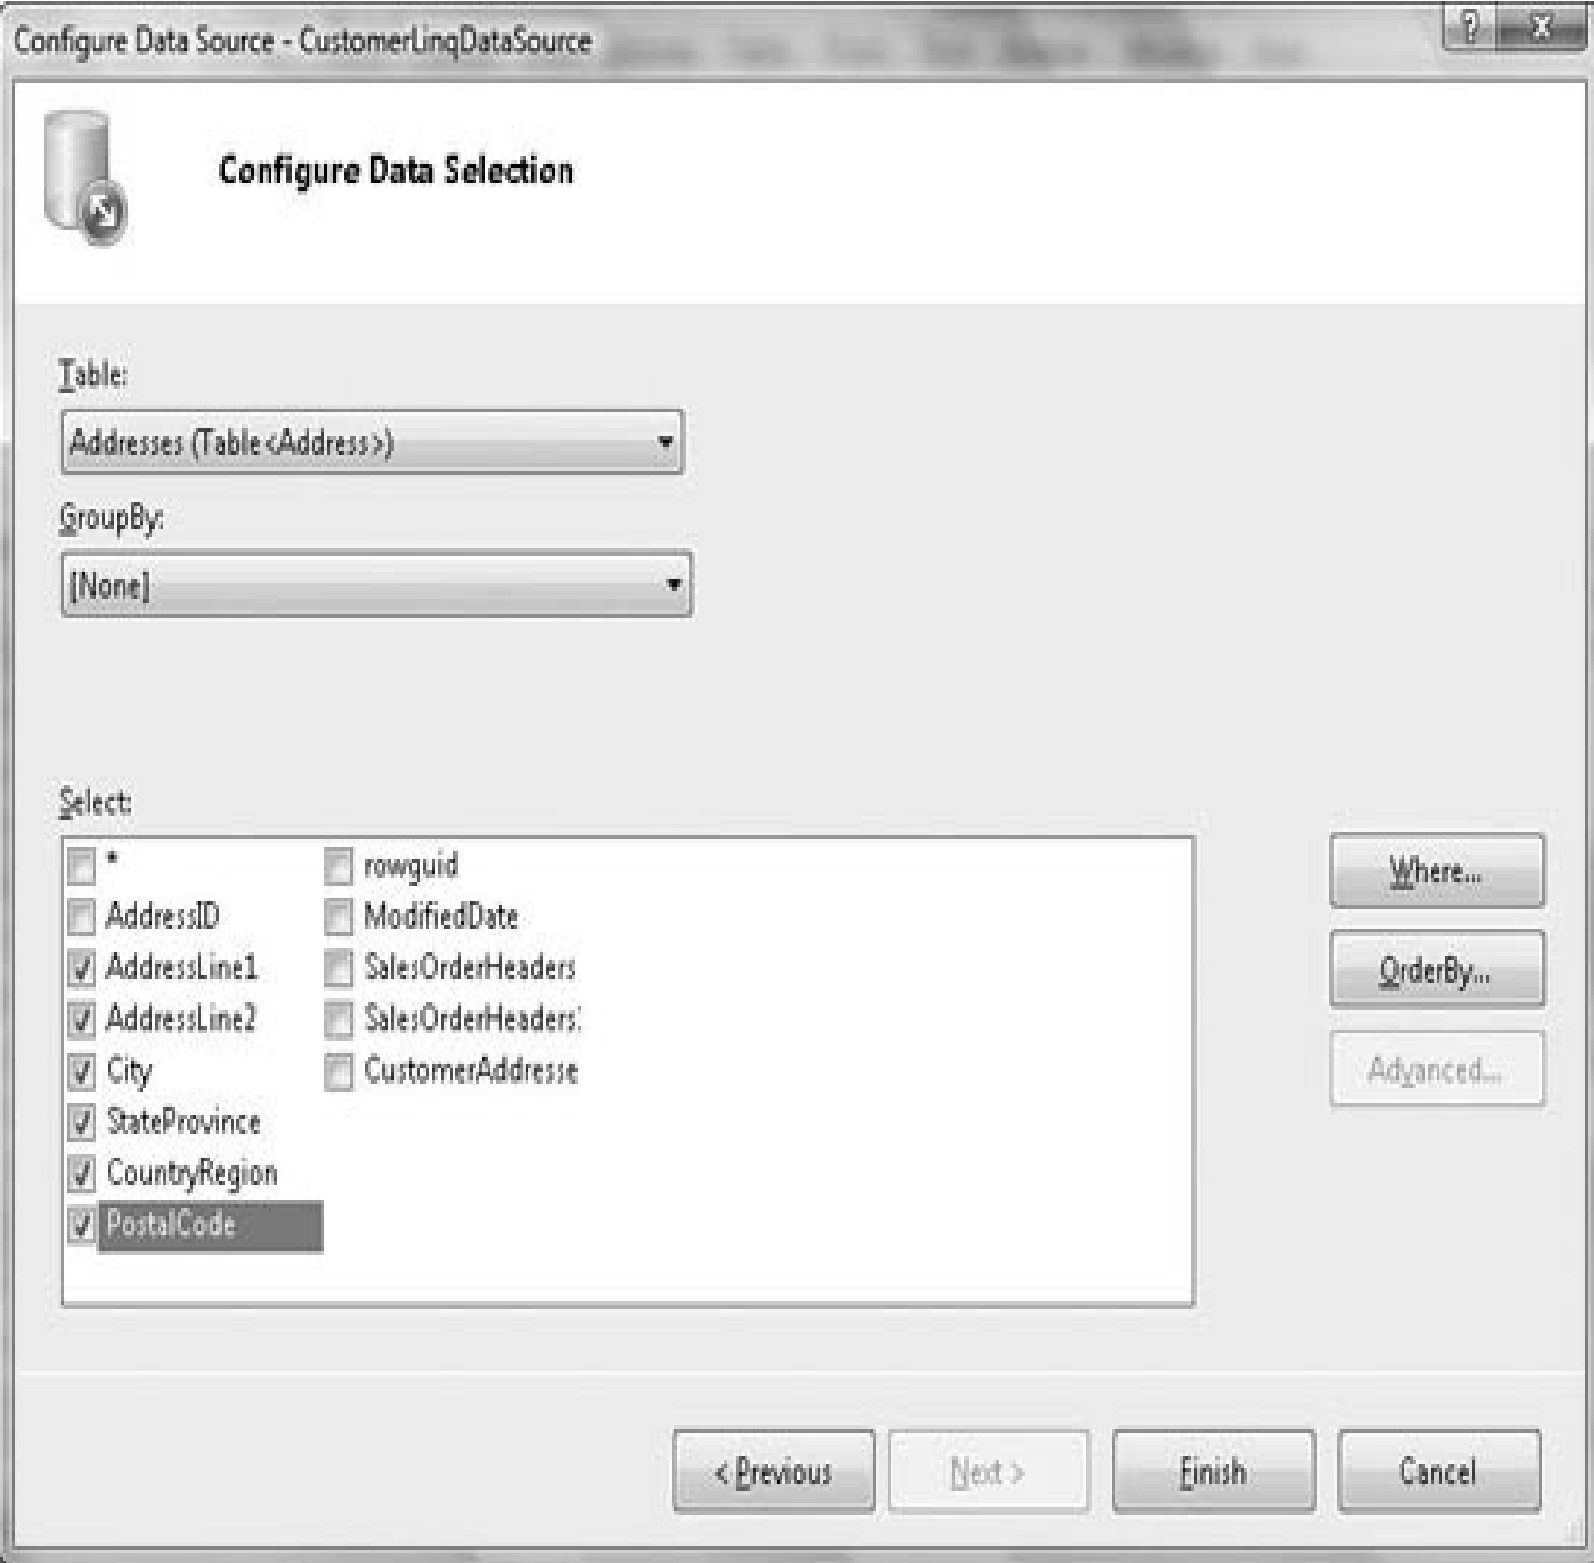 Configure Data Source - CustomerLinqDataSource
? X
Configure Data Selection
Table:
Addresses (Table<Address>)
GroupBy:
[None]
Select:
*
AddressID
AddressLine1
AddressLine2
City
StateProvince
CountryRegion
PostalCode
rowguid
ModifiedDate
SalesOrderHeaders
SalesOrderHeaders
CustomerAddresse
Where...
OrderBy...
Advanced...
< Previous
Next >
Finish
Cancel